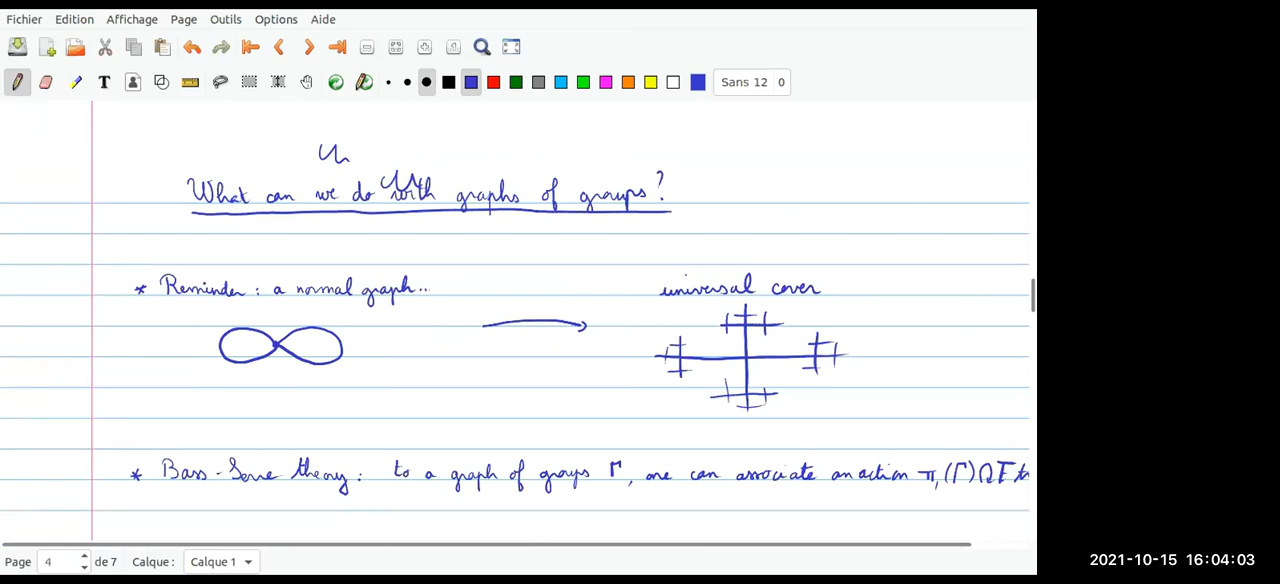 Fichier Edition Affichage Page Outils Options Aide
Sans 12 0
What can we do with graphs of groups?
* Reminder: a normal graph...
universal cover
* Bass-Serre theory: to a graph of groups Γ, one can associate an action π₁(Γ)
Page 4 de 7 Calque : Calque 1
2021-10-15 16:04:03